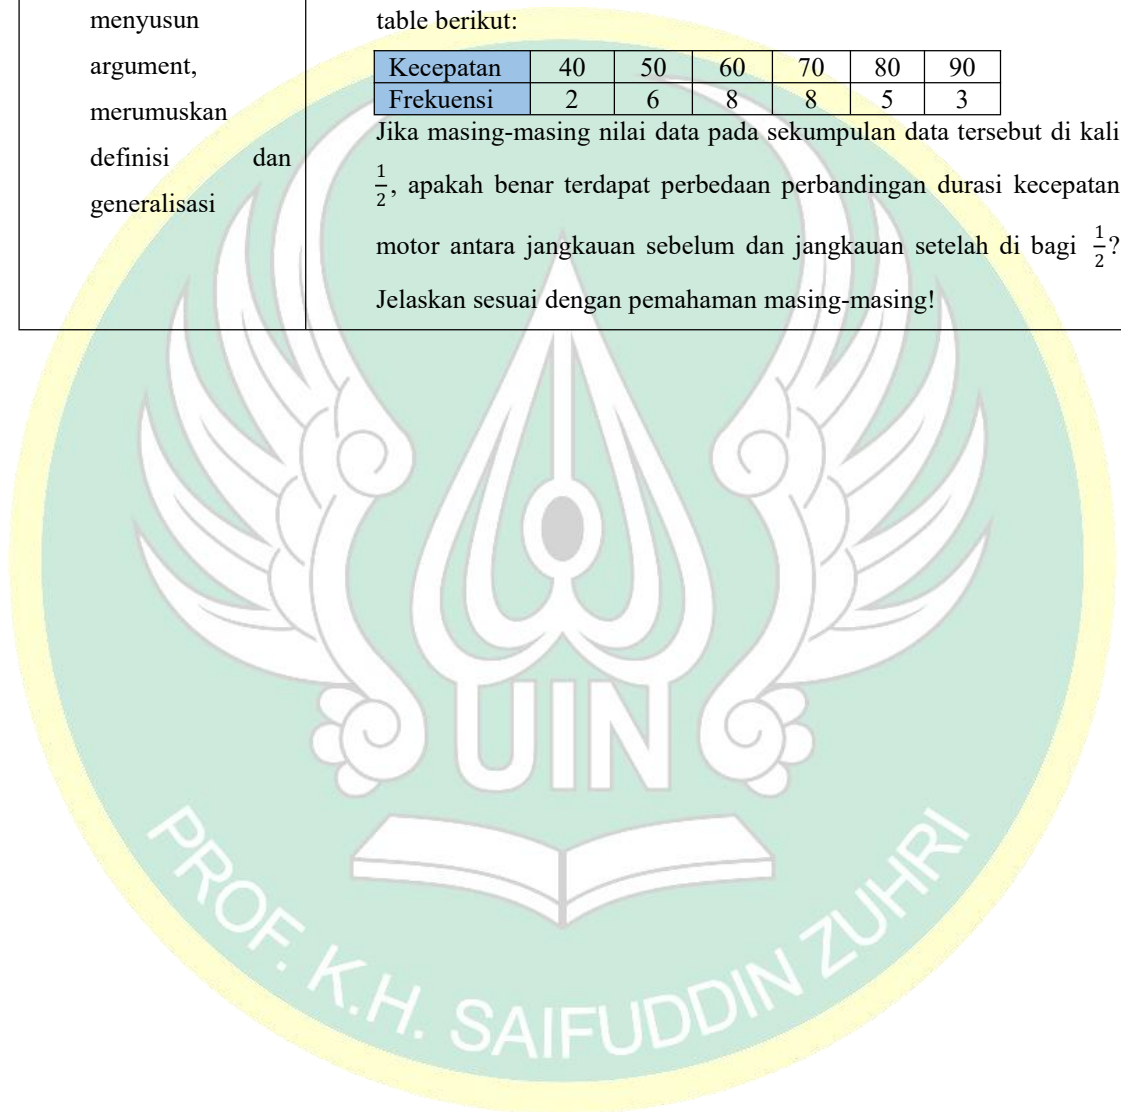 menyusun
argument,
merumuskan
definisi dan
generalisasi
table berikut:
Kecepatan 40 50 60 70 80 90
Frekuensi 2 6 8 8 5 3
Jika masing-masing nilai data pada sekumpulan data tersebut di kali
1/2, apakah benar terdapat perbedaan perbandingan durasi kecepatan
motor antara jangkauan sebelum dan jangkauan setelah di bagi 1/2?
Jelaskan sesuai dengan pemahaman masing-masing!
UIN
PROF. K.H. SAIFUDDIN ZUHRI